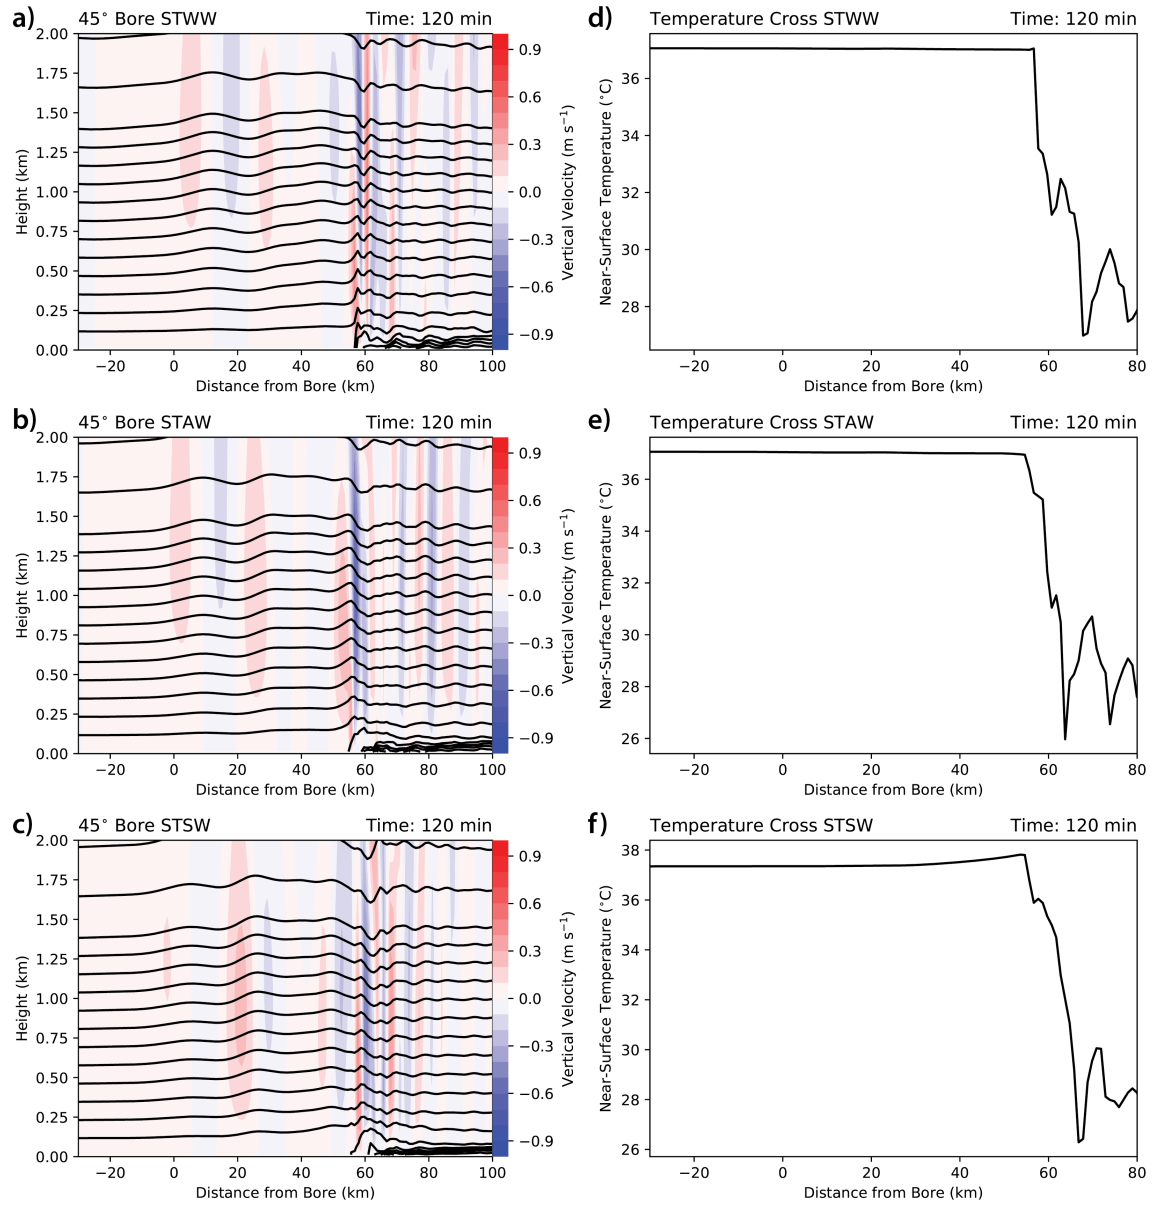 a) 45° Bore STWW Time: 120 min
2.00
1.75
1.50
1.25
1.00
0.75
0.50
0.25
0.00
Height (km)
−20 0 20 40 60 80 100
Distance from Bore (km)
0.9
0.6
0.3
0.0
−0.3
−0.6
−0.9
Vertical Velocity (m s⁻¹)
d) Temperature Cross STWW Time: 120 min
36
34
32
30
28
Near-Surface Temperature (°C)
−20 0 20 40 60 80
Distance from Bore (km)
b) 45° Bore STAW Time: 120 min
2.00
1.75
1.50
1.25
1.00
0.75
0.50
0.25
0.00
Height (km)
−20 0 20 40 60 80 100
Distance from Bore (km)
0.9
0.6
0.3
0.0
−0.3
−0.6
−0.9
Vertical Velocity (m s⁻¹)
e) Temperature Cross STAW Time: 120 min
36
34
32
30
28
26
Near-Surface Temperature (°C)
−20 0 20 40 60 80
Distance from Bore (km)
c) 45° Bore STSW Time: 120 min
2.00
1.75
1.50
1.25
1.00
0.75
0.50
0.25
0.00
Height (km)
−20 0 20 40 60 80 100
Distance from Bore (km)
0.9
0.6
0.3
0.0
−0.3
−0.6
−0.9
Vertical Velocity (m s⁻¹)
f) Temperature Cross STSW Time: 120 min
38
36
34
32
30
28
26
Near-Surface Temperature (°C)
−20 0 20 40 60 80
Distance from Bore (km)